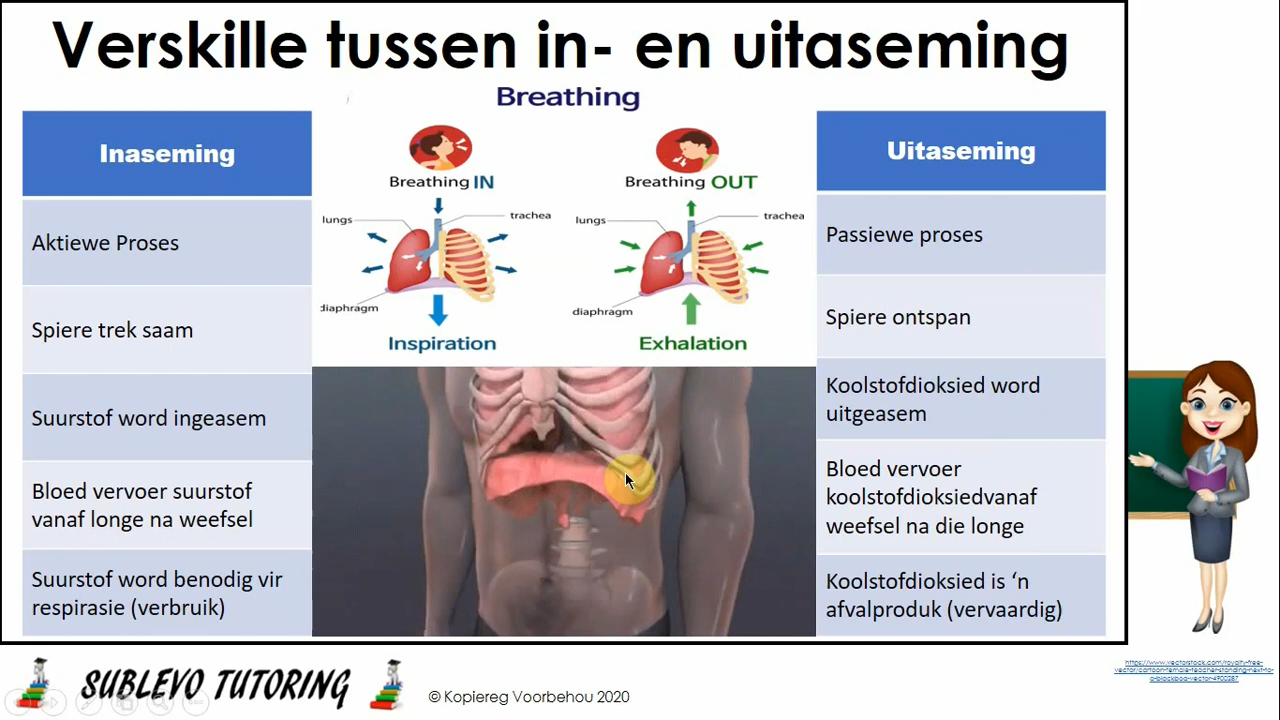 Verskille tussen in- en uitaseming
Inaseming
Aktiewe Proses
Spiere trek saam
Suurstof word ingeasem
Bloed vervoer suurstof
vanaf longe na weefsel
Suurstof word benodig vir
respirasie (verbruik)
Breathing
Breathing IN
lungs
trachea
diaphragm
Inspiration
Breathing OUT
lungs
trachea
diaphragm
Exhalation
Uitaseming
Passiewe proses
Spiere ontspan
Koolstofdioksied word
uitgeasem
Bloed vervoer
koolstofdioksiedvanaf
weefsel na die longe
Koolstofdioksied is ‘n
afvalproduk (vervaardig)
SUBLEVO TUTORING
© Kopiereg Voorbehou 2020